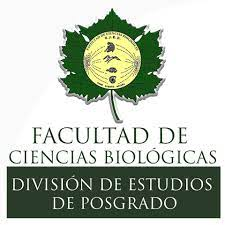 FACULTAD DE
CIENCIAS BIOLÓGICAS
DIVISIÓN DE ESTUDIOS
DE POSGRADO